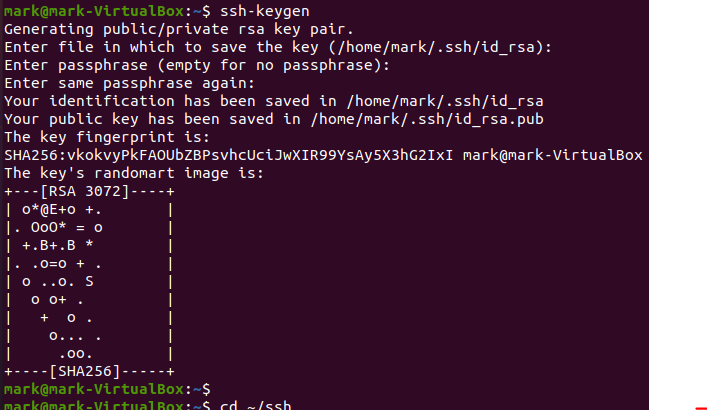 mark@mark-VirtualBox:~$ ssh-keygen
Generating public/private rsa key pair.
Enter file in which to save the key (/home/mark/.ssh/id_rsa):
Enter passphrase (empty for no passphrase):
Enter same passphrase again:
Your identification has been saved in /home/mark/.ssh/id_rsa
Your public key has been saved in /home/mark/.ssh/id_rsa.pub
The key fingerprint is:
SHA256:vkokvyPkFAOUbZBPsvhcUciJwXIR99YsAy5X3hG2IxI mark@mark-VirtualBox
The key's randomart image is:
+---[RSA 3072]----+
| o*@E+o +.       |
|. OoO* = o       |
| +.B+.B *        |
|. .o=o + .       |
| o ..o. S        |
|  o o+ .         |
|   +  o .        |
|    o... .       |
|     .oo.        |
+----[SHA256]-----+
mark@mark-VirtualBox:~$
mark@mark-VirtualBox:~$ cd ~/ssh